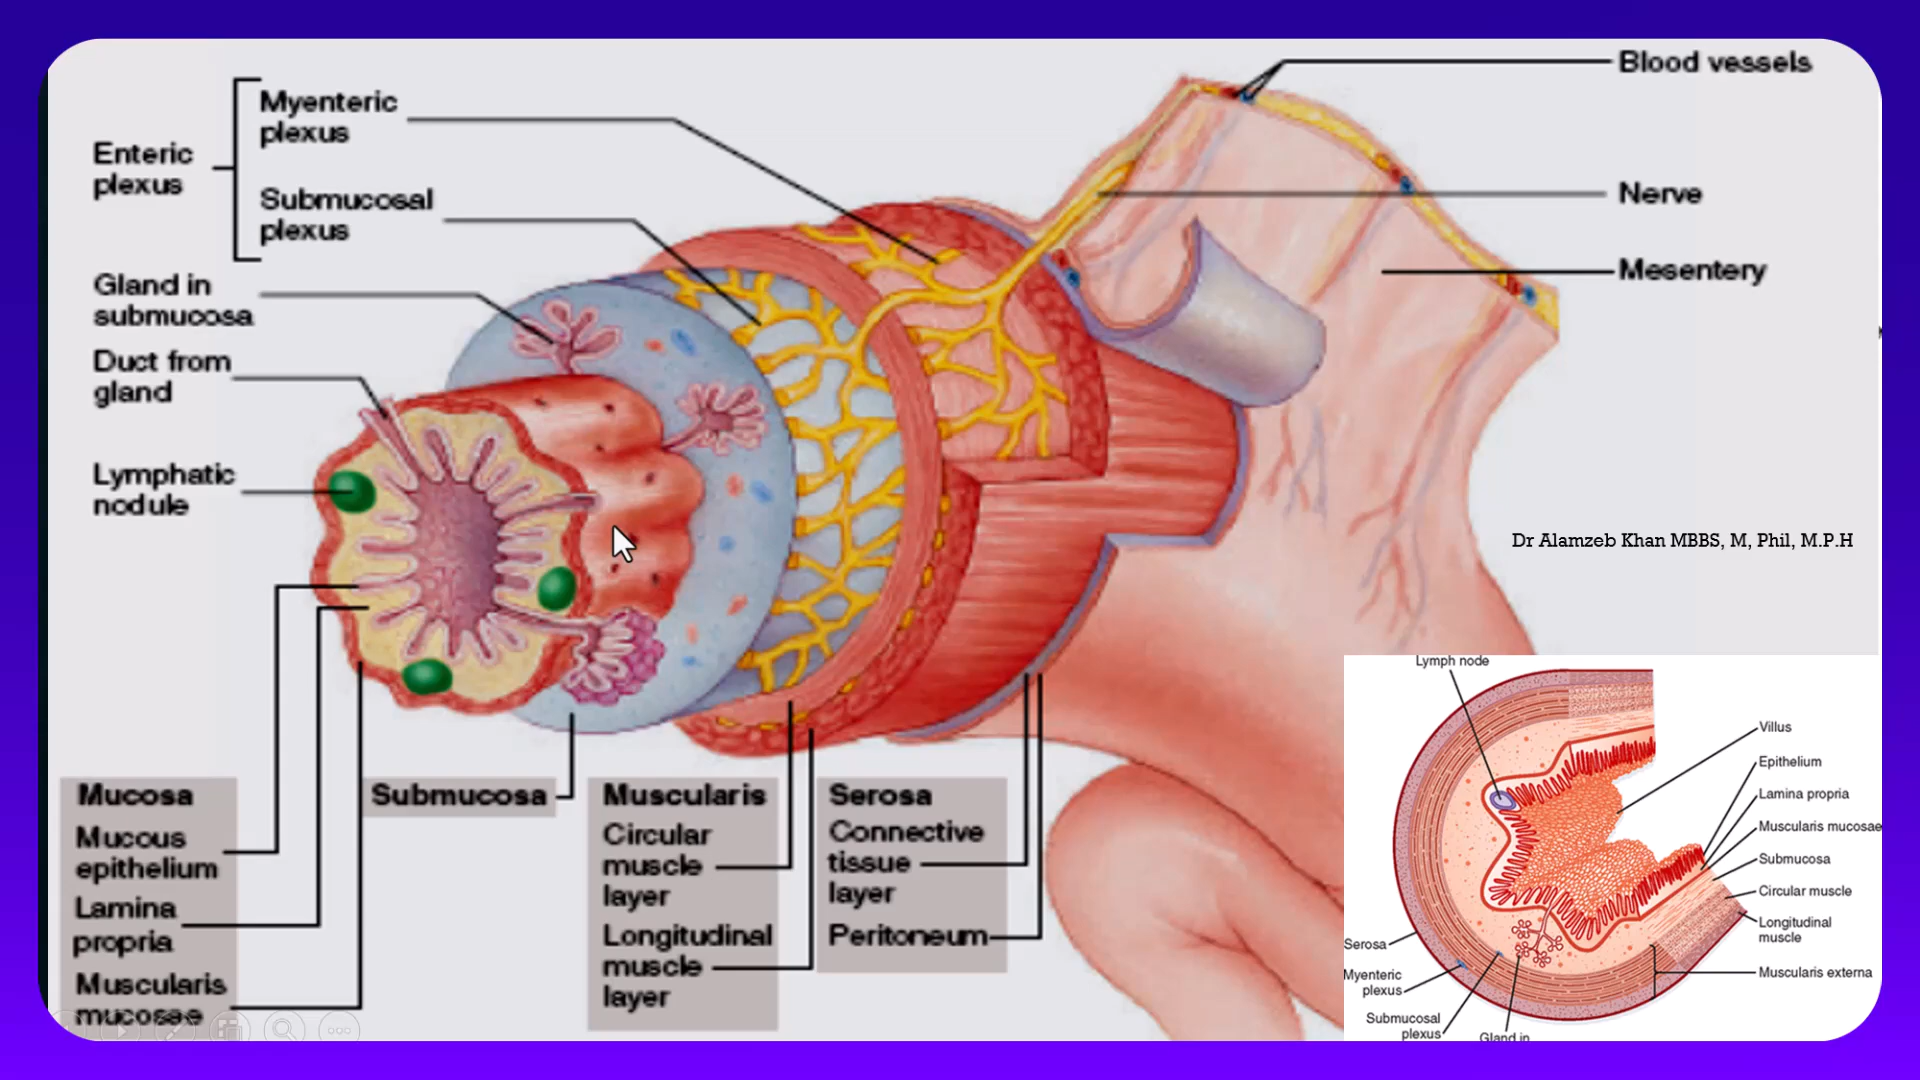 Myenteric
plexus
Enteric
plexus
Submucosal
plexus
Gland in
submucosa
Duct from
gland
Lymphatic
nodule
Blood vessels
Nerve
Mesentery
Dr Alamzeb Khan MBBS, M, Phil, M.P.H
Mucosa
Mucous
epithelium
Lamina
propria
Muscularis
mucosae
Submucosa
Muscularis
Circular
muscle
layer
Longitudinal
muscle
layer
Serosa
Connective
tissue
layer
Peritoneum
Lymph node
Villus
Epithelium
Lamina propria
Muscularis mucosae
Submucosa
Circular muscle
Longitudinal
muscle
Muscularis externa
Serosa
Myenteric
plexus
Submucosal
plexus
Gland in